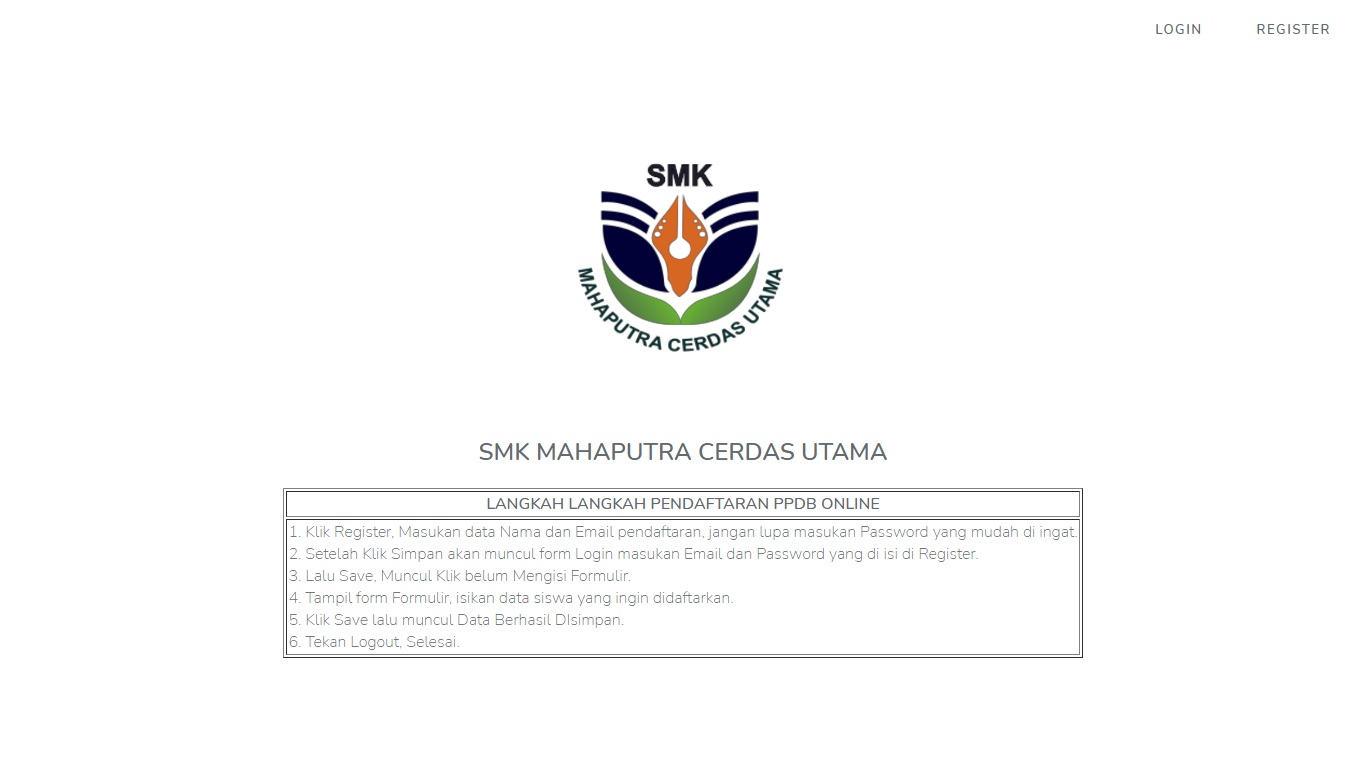 LOGIN REGISTER
SMK
MAHAPUTRA CERDAS UTAMA
SMK MAHAPUTRA CERDAS UTAMA
LANGKAH LANGKAH PENDAFTARAN PPDB ONLINE
1. Klik Register, Masukan data Nama dan Email pendaftaran, jangan lupa masukan Password yang mudah di ingat.
2. Setelah Klik Simpan akan muncul form Login masukan Email dan Password yang di isi di Register.
3. Lalu Save, Muncul Klik belum Mengisi Formulir.
4. Tampil form Formulir, isikan data siswa yang ingin didaftarkan.
5. Klik Save lalu muncul Data Berhasil DIsimpan.
6. Tekan Logout, Selesai.